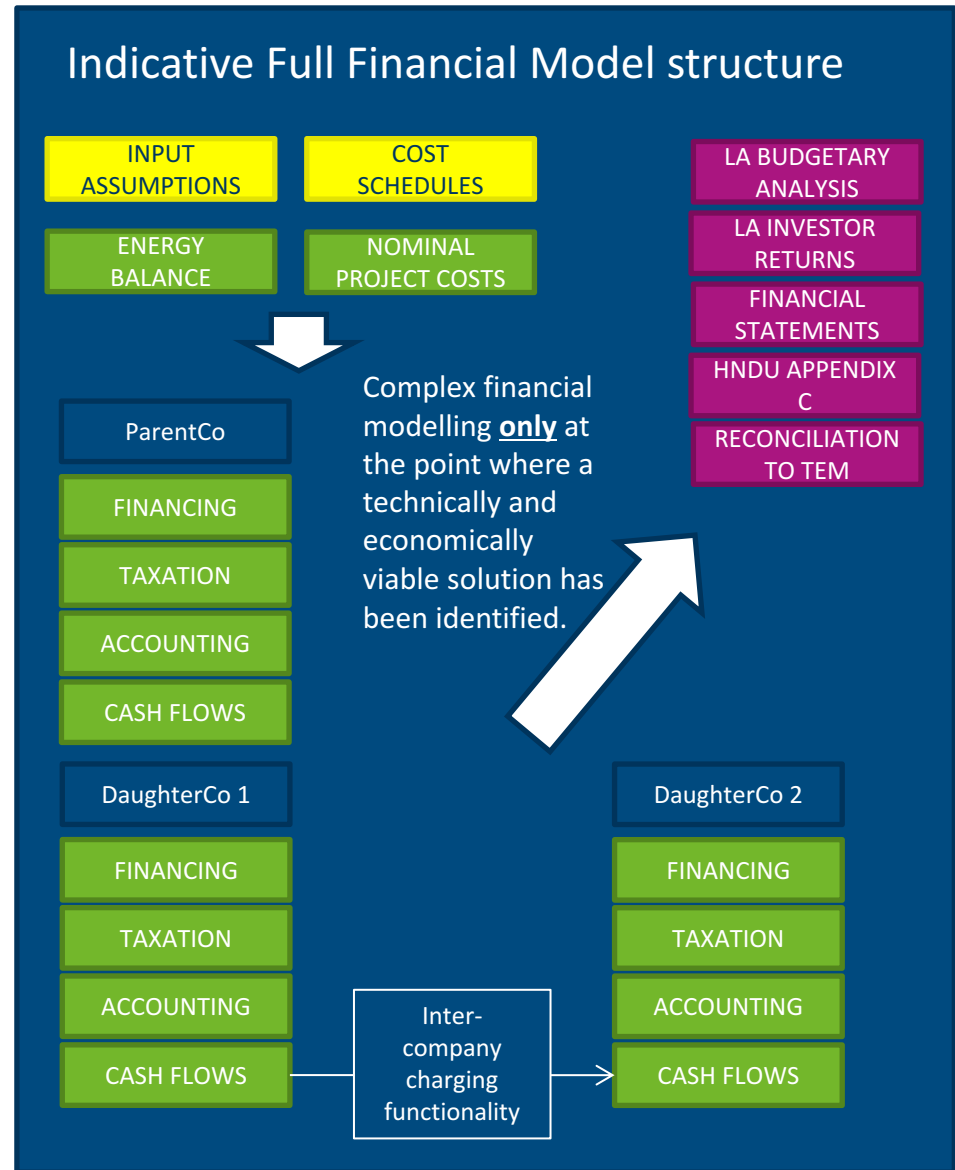 Indicative Full Financial Model structure
INPUT
ASSUMPTIONS
COST
SCHEDULES
ENERGY
BALANCE
NOMINAL
PROJECT COSTS
LA BUDGETARY
ANALYSIS
LA INVESTOR
RETURNS
FINANCIAL
STATEMENTS
HNDU APPENDIX
C
RECONCILIATION
TO TEM
Complex financial
modelling only at
the point where a
technically and
economically
viable solution has
been identified.
ParentCo
FINANCING
TAXATION
ACCOUNTING
CASH FLOWS
DaughterCo 1
FINANCING
TAXATION
ACCOUNTING
CASH FLOWS
Inter-
company
charging
functionality
DaughterCo 2
FINANCING
TAXATION
ACCOUNTING
CASH FLOWS